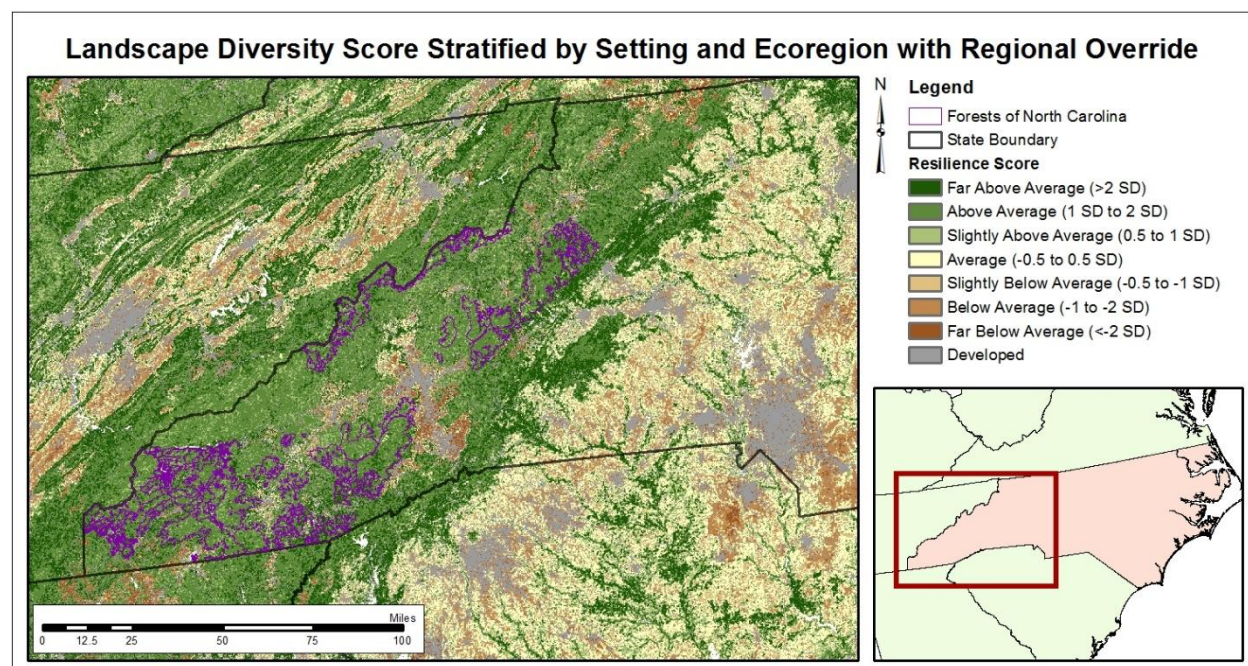 Landscape Diversity Score Stratified by Setting and Ecoregion with Regional Override
N
Legend
Forests of North Carolina
State Boundary
Resilience Score
Far Above Average (>2 SD)
Above Average (1 SD to 2 SD)
Slightly Above Average (0.5 to 1 SD)
Average (-0.5 to 0.5 SD)
Slightly Below Average (-0.5 to -1 SD)
Below Average (-1 to -2 SD)
Far Below Average (<-2 SD)
Developed
Miles
0 12.5 25 50 75 100